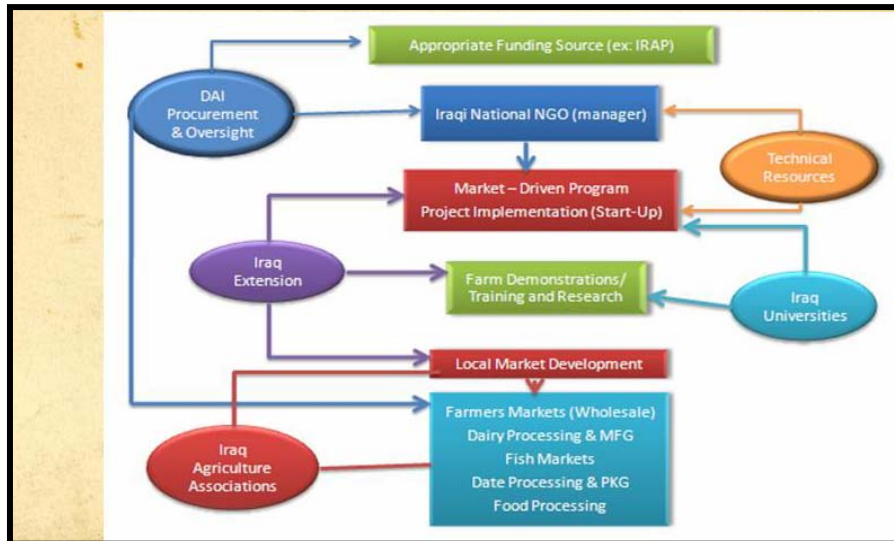 Appropriate Funding Source (ex: IRAP)
DAI
Procurement
& Oversight
Iraqi National NGO (manager)
Technical
Resources
Market – Driven Program
Project Implementation (Start-Up)
Iraq
Extension
Farm Demonstrations/
Training and Research
Iraq
Universities
Local Market Development
Farmers Markets (Wholesale)
Dairy Processing & MFG
Fish Markets
Date Processing & PKG
Food Processing
Iraq
Agriculture
Associations